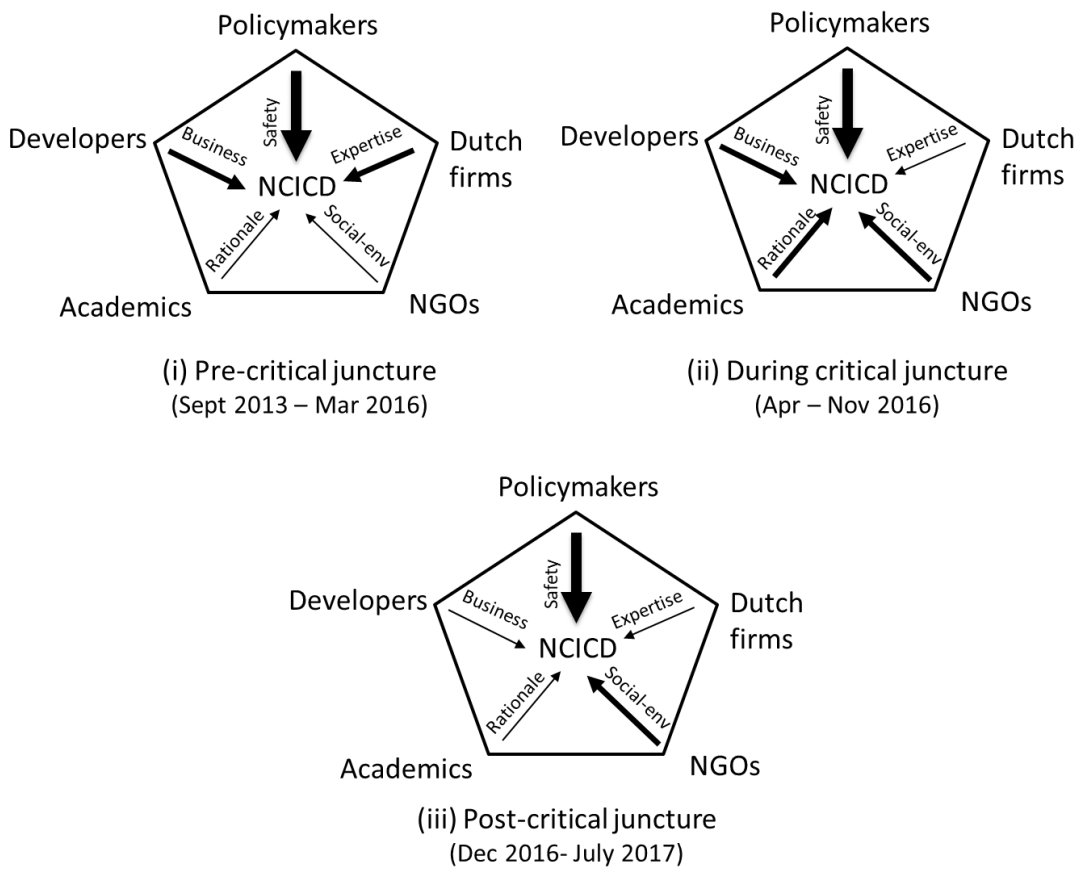 Policymakers
Developers
Business
Safety
Expertise
Dutch
firms
NCICD
Rationale
Social-env
Academics
NGOs
(i) Pre-critical juncture
(Sept 2013 – Mar 2016)
Policymakers
Developers
Business
Safety
Expertise
Dutch
firms
NCICD
Rationale
Social-env
Academics
NGOs
(ii) During critical juncture
(Apr – Nov 2016)
Policymakers
Developers
Business
Safety
Expertise
Dutch
firms
NCICD
Rationale
Social-env
Academics
NGOs
(iii) Post-critical juncture
(Dec 2016- July 2017)